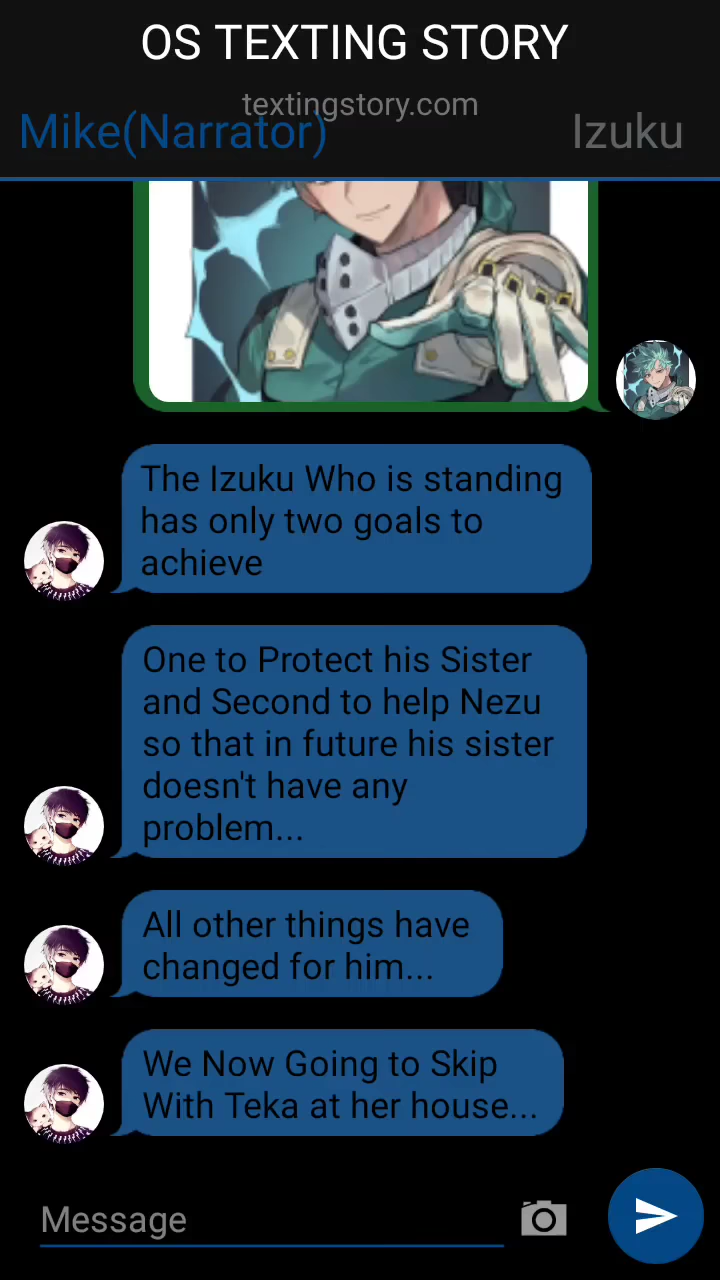 OS TEXTING STORY
textingstory.com
Mike(Narrator)
Izuku
The Izuku Who is standing
has only two goals to
achieve
One to Protect his Sister
and Second to help Nezu
so that in future his sister
doesn't have any
problem...
All other things have
changed for him...
We Now Going to Skip
With Teka at her house...
Message